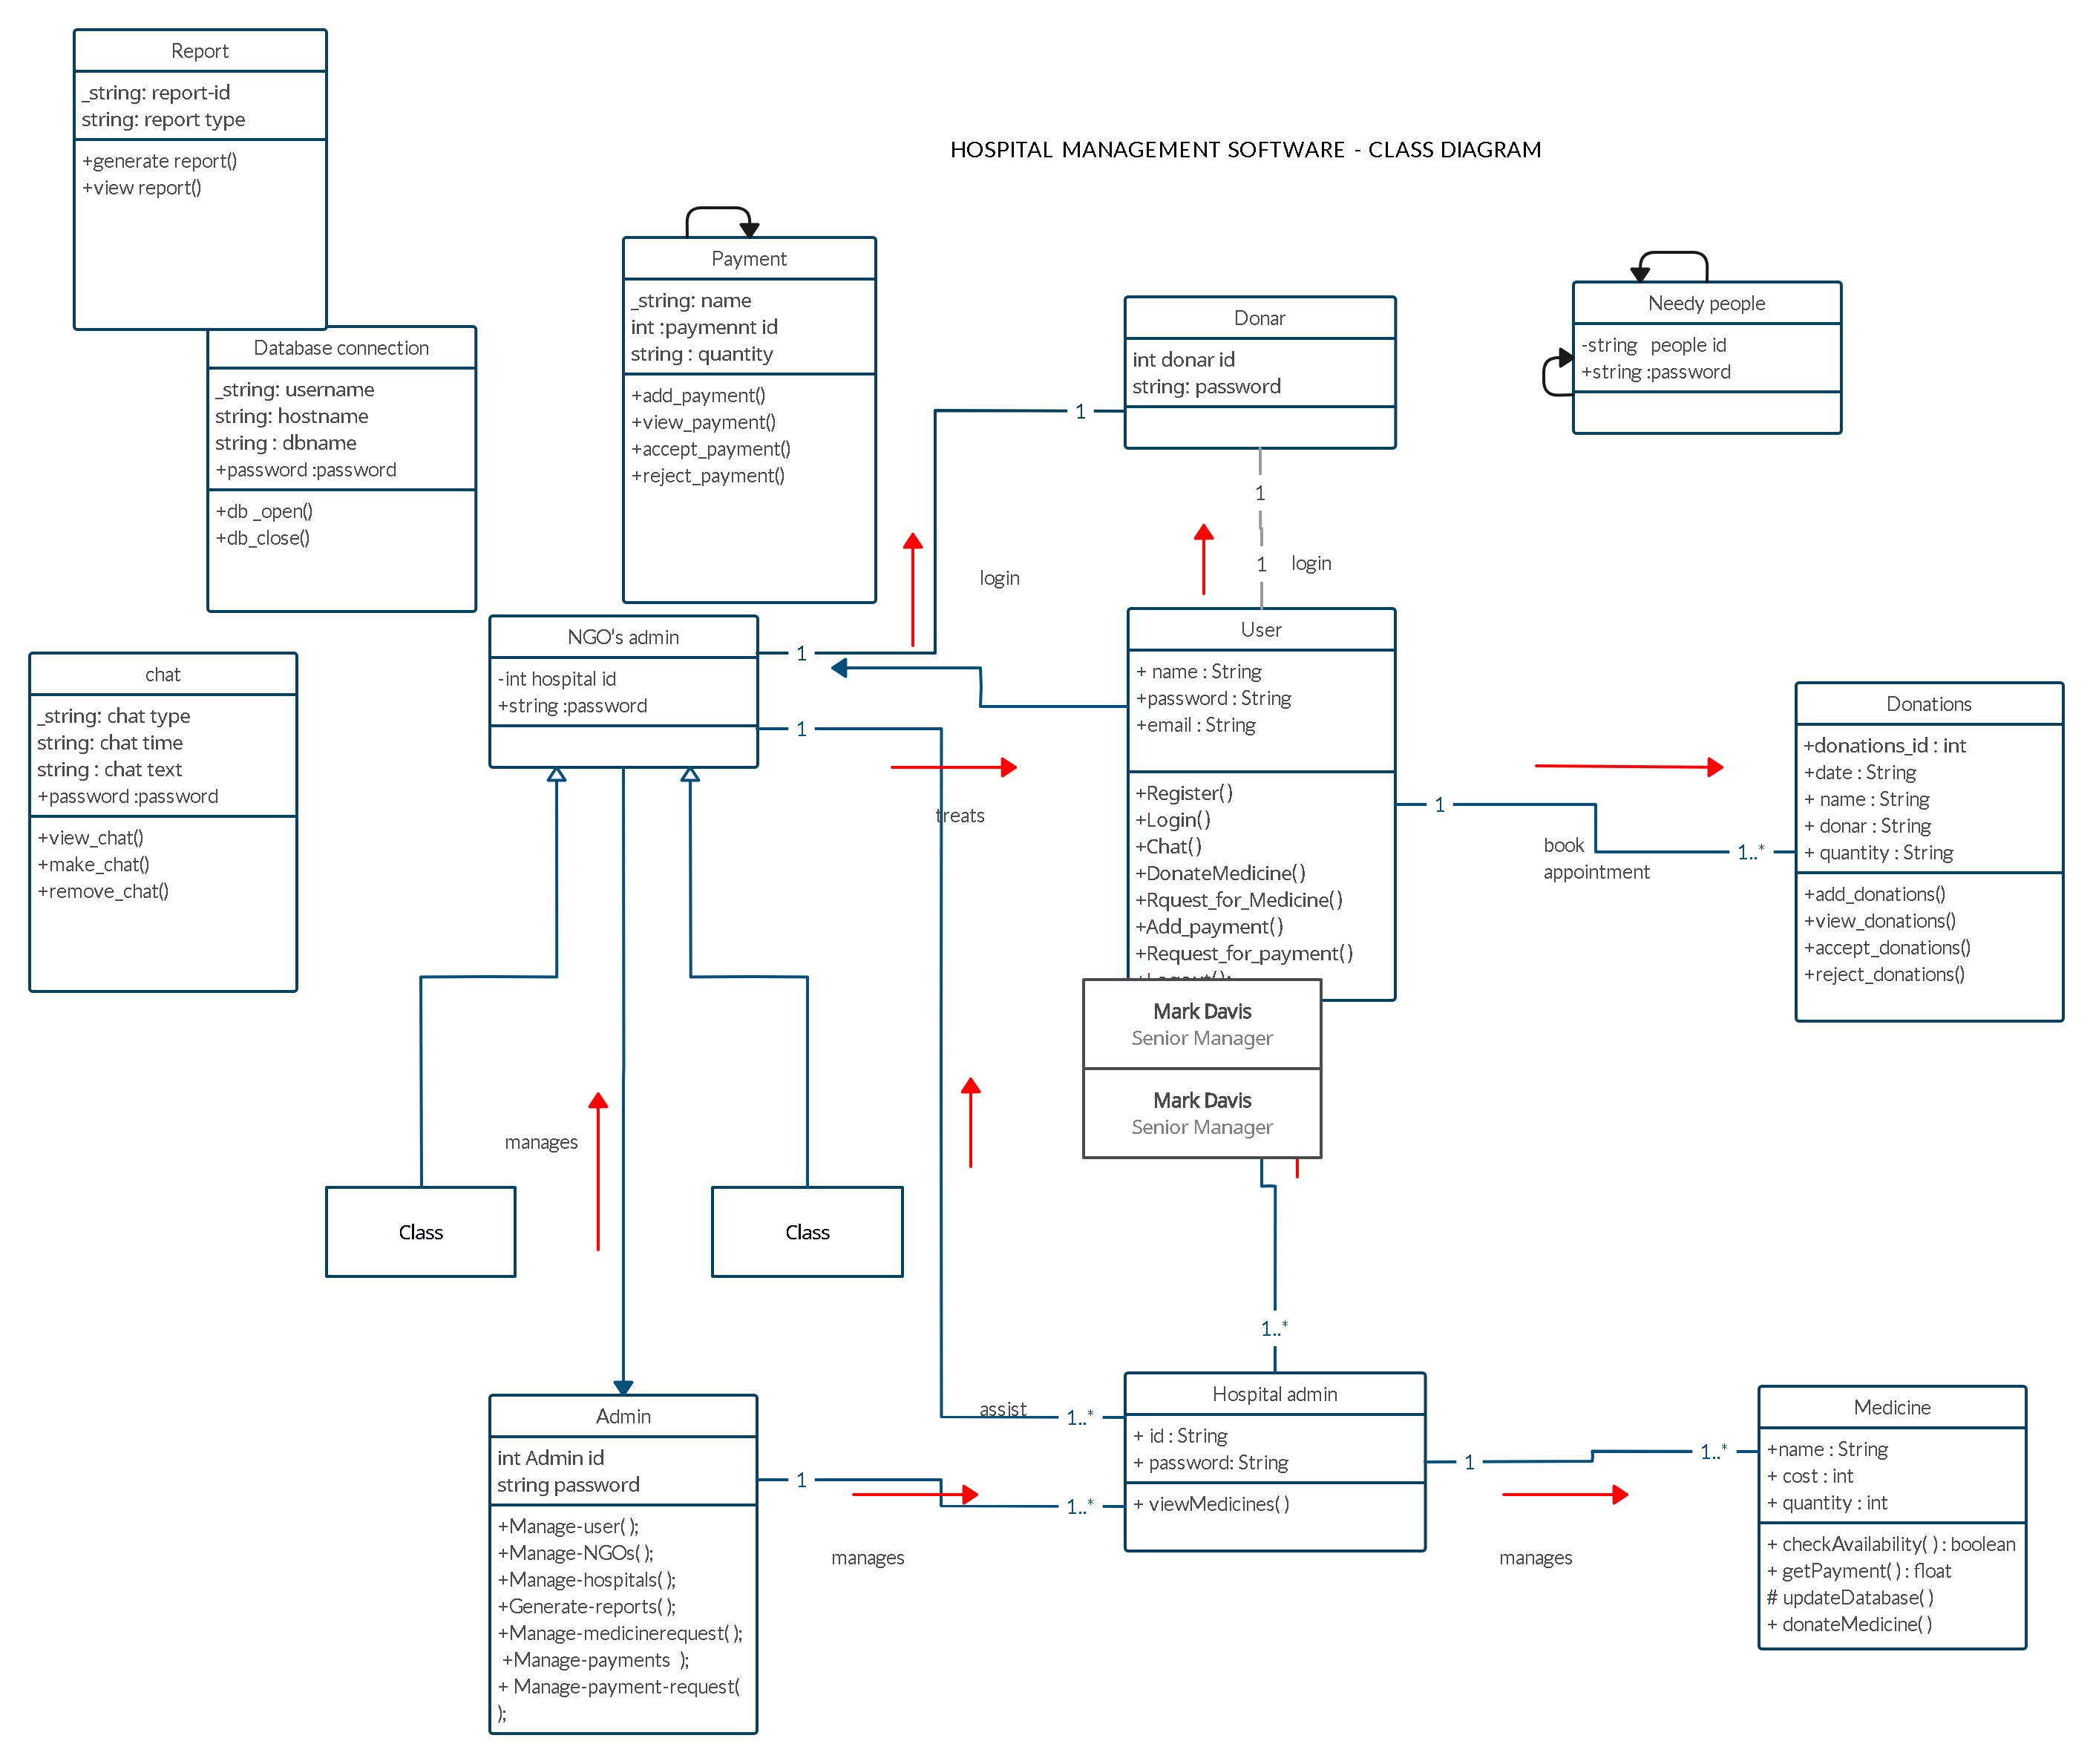 Report
_string: report-id
string: report type
+generate report()
+view report()
HOSPITAL MANAGEMENT SOFTWARE - CLASS DIAGRAM
Database connection
_string: username
string: hostname
string : dbname
+password :password
+db _open()
+db_close()
Payment
_string: name
int :paymennt id
string : quantity
+add_payment()
+view_payment()
+accept_payment()
+reject_payment()
Donar
int donar id
string: password
Needy people
-string people id
+string :password
1
1
1
login
login
NGO's admin
-int hospital id
+string :password
1
1
treats
chat
_string: chat type
string: chat time
string : chat text
+password :password
+view_chat()
+make_chat()
+remove_chat()
User
+ name : String
+password : String
+email : String
+Register()
+Login()
+Chat()
+DonateMedicine()
+Rquest_for_Medicine()
+Add_payment()
+Request_for_payment()
+Logout();
1
book
appointment
1..*
Donations
+donations_id : int
+date : String
+ name : String
+ donar : String
+ quantity : String
+add_donations()
+view_donations()
+accept_donations()
+reject_donations()
Mark Davis
Senior Manager
Mark Davis
Senior Manager
manages
Class
Class
1..*
assist
1..*
Admin
int Admin id
string password
+Manage-user( );
+Manage-NGOs( );
+Manage-hospitals( );
+Generate-reports( );
+Manage-medicinerequest( );
+Manage-payments );
+ Manage-payment-request(
);
1
1..*
manages
Hospital admin
+ id : String
+ password: String
+ viewMedicines( )
1
1..*
manages
Medicine
+name : String
+ cost : int
+ quantity : int
+ checkAvailability( ) : boolean
+ getPayment( ) : float
# updateDatabase( )
+ donateMedicine( )